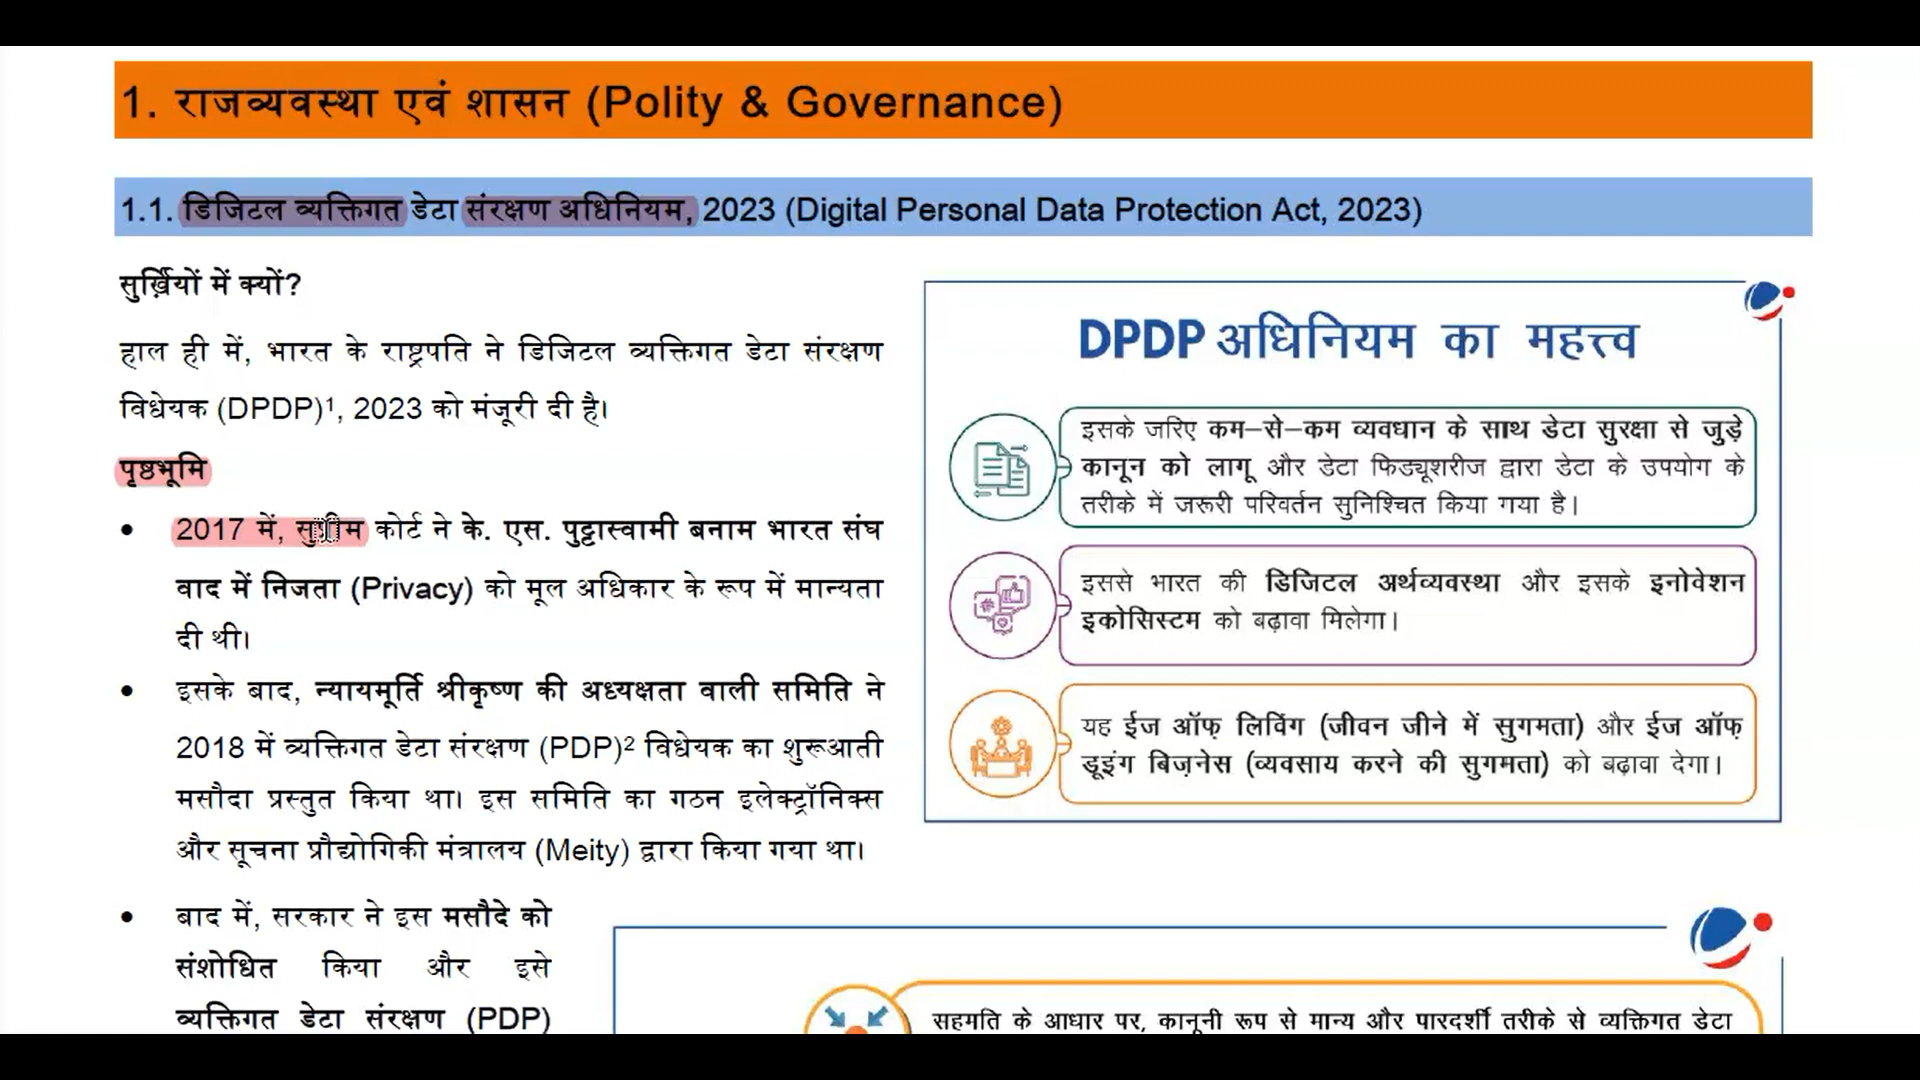 1. राजव्यवस्था एवं शासन (Polity & Governance)
1.1. डिजिटल व्यक्तिगत डेटा संरक्षण अधिनियम, 2023 (Digital Personal Data Protection Act, 2023)
सुर्ख़ियों में क्यों?
हाल ही में, भारत के राष्ट्रपति ने डिजिटल व्यक्तिगत डेटा संरक्षण
विधेयक (DPDP)¹, 2023 को मंजूरी दी है।
पृष्ठभूमि
• 2017 में, सुप्रीम कोर्ट ने के. एस. पुट्टास्वामी बनाम भारत संघ
वाद में निजता (Privacy) को मूल अधिकार के रूप में मान्यता
दी थी।
• इसके बाद, न्यायमूर्ति श्रीकृष्ण की अध्यक्षता वाली समिति ने
2018 में व्यक्तिगत डेटा संरक्षण (PDP)² विधेयक का शुरूआती
मसौदा प्रस्तुत किया था। इस समिति का गठन इलेक्ट्रॉनिक्स
और सूचना प्रौद्योगिकी मंत्रालय (Meity) द्वारा किया गया था।
• बाद में, सरकार ने इस मसौदे को
संशोधित किया और इसे
व्यक्तिगत डेटा संरक्षण (PDP)
DPDP अधिनियम का महत्त्व
इसके जरिए कम–से–कम व्यवधान के साथ डेटा सुरक्षा से जुड़े
कानून को लागू और डेटा फिड्यूशरीज द्वारा डेटा के उपयोग के
तरीके में जरूरी परिवर्तन सुनिश्चित किया गया है।
इससे भारत की डिजिटल अर्थव्यवस्था और इसके इनोवेशन
इकोसिस्टम को बढ़ावा मिलेगा।
यह ईज ऑफ़ लिविंग (जीवन जीने में सुगमता) और ईज ऑफ़
डूइंग बिज़नेस (व्यवसाय करने की सुगमता) को बढ़ावा देगा।
सहमति के आधार पर, कानूनी रूप से मान्य और पारदर्शी तरीके से व्यक्तिगत डेटा